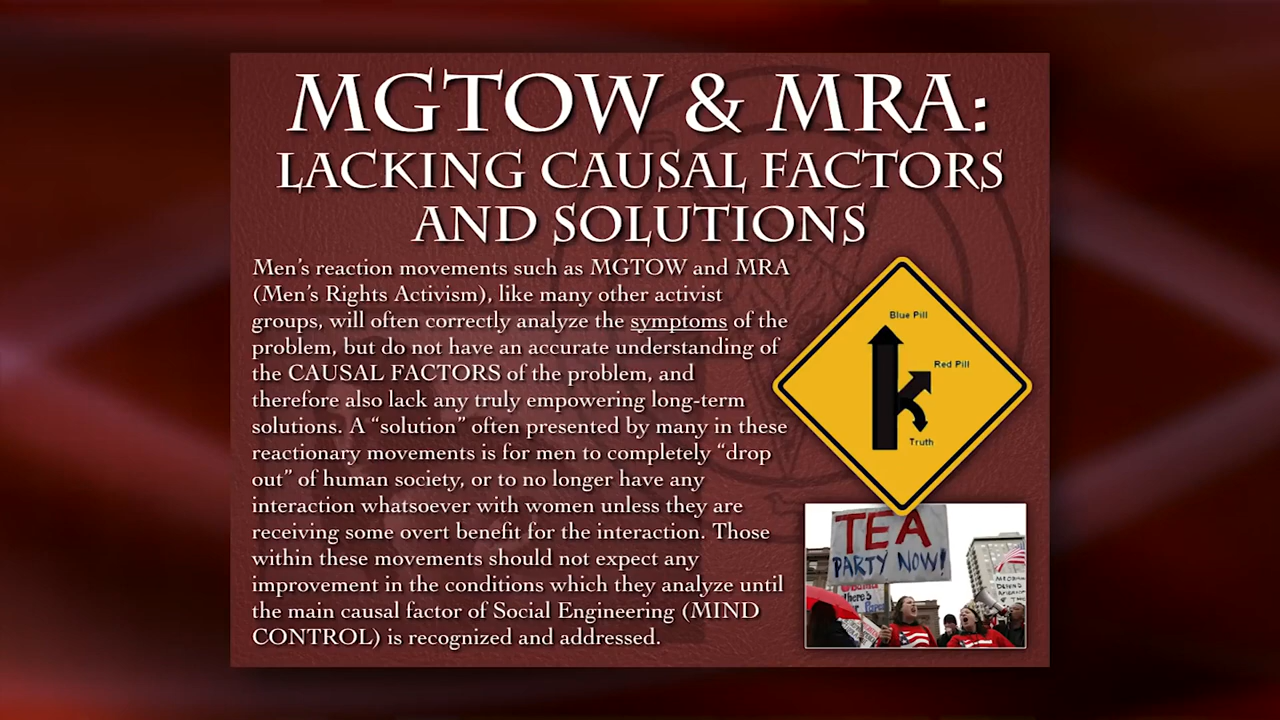 MGTOW & MRA:
LACKING CAUSAL FACTORS
AND SOLUTIONS
Men's reaction movements such as MGTOW and MRA
(Men's Rights Activism), like many other activist
groups, will often correctly analyze the symptoms of the
problem, but do not have an accurate understanding of
the CAUSAL FACTORS of the problem, and
therefore also lack any truly empowering long-term
solutions. A “solution” often presented by many in these
reactionary movements is for men to completely “drop
out” of human society, or to no longer have any
interaction whatsoever with women unless they are
receiving some overt benefit for the interaction. Those
within these movements should not expect any
improvement in the conditions which they analyze until
the main causal factor of Social Engineering (MIND
CONTROL) is recognized and addressed.
Blue Pill
Red Pill
Truth
TEA
PARTY NOW!
there's